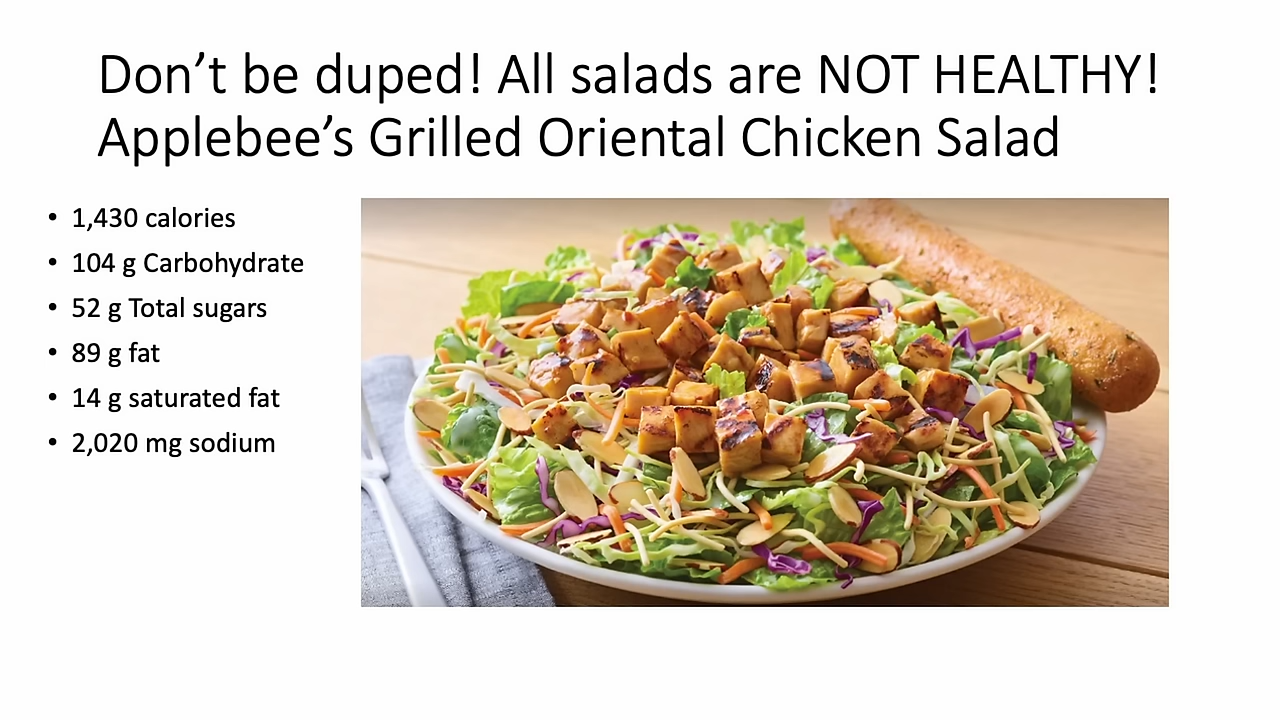 Don’t be duped! All salads are NOT HEALTHY!
Applebee’s Grilled Oriental Chicken Salad
• 1,430 calories
• 104 g Carbohydrate
• 52 g Total sugars
• 89 g fat
• 14 g saturated fat
• 2,020 mg sodium